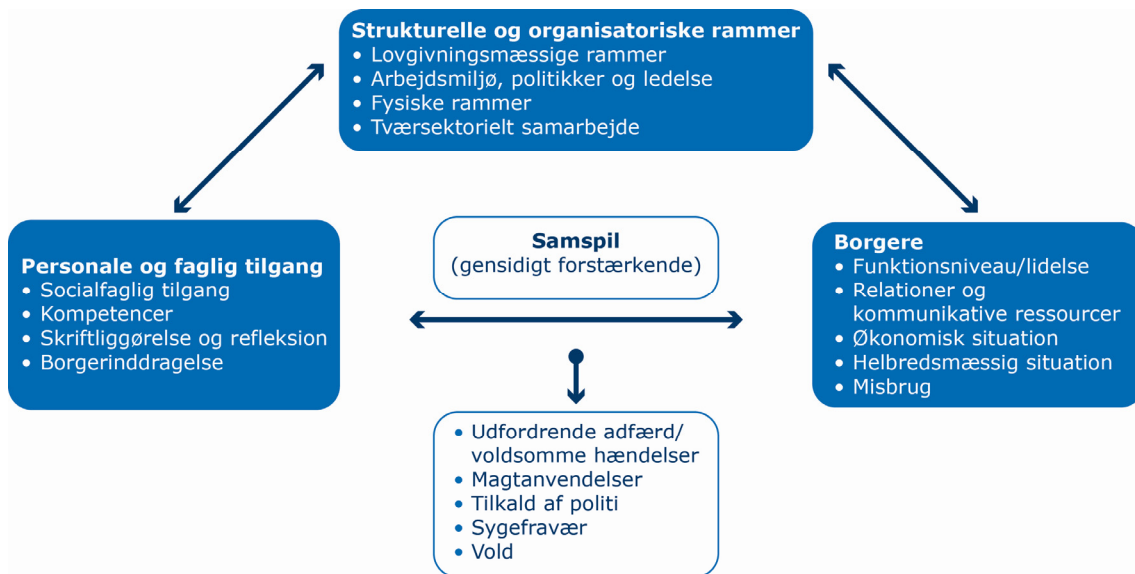 Strukturelle og organisatoriske rammer
• Lovgivningsmæssige rammer
• Arbejdsmiljø, politikker og ledelse
• Fysiske rammer
• Tværsektorielt samarbejde
Personale og faglig tilgang
• Socialfaglig tilgang
• Kompetencer
• Skriftliggørelse og refleksion
• Borgerinddragelse
Samspil
(gensidigt forstærkende)
Borgere
• Funktionsniveau/lidelse
• Relationer og
kommunikative ressourcer
• Økonomisk situation
• Helbredsmæssig situation
• Misbrug
• Udfordrende adfærd/
voldsomme hændelser
• Magtanvendelser
• Tilkald af politi
• Sygefravær
• Vold